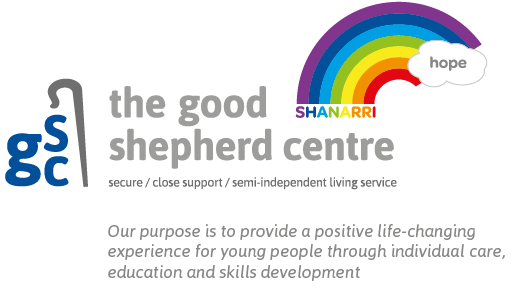 hope
SHANARRI
gsc
the good
shepherd centre
secure / close support / semi-independent living service
Our purpose is to provide a positive life-changing
experience for young people through individual care,
education and skills development